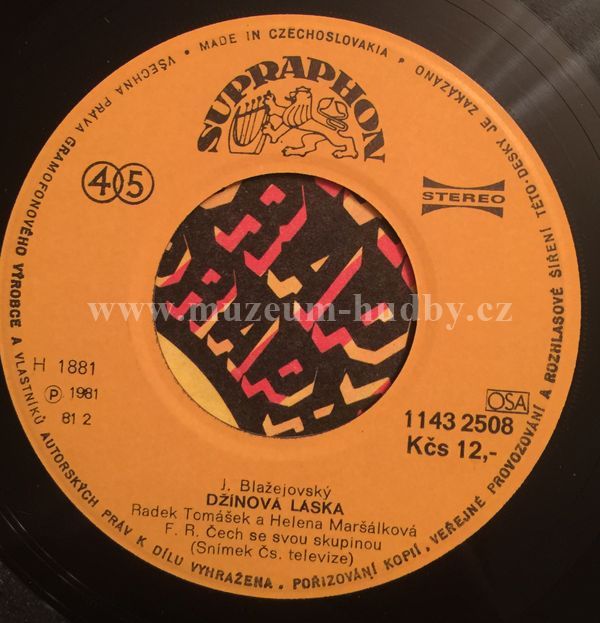 VŠECHNA PRÁVA GRAMOFONOVÉHO VÝROBCE A VLASTNÍKŮ AUTORSKÝCH PRÁV K DÍLU VYHRAŽENA. POŘIZOVÁNÍ KOPIÍ, VEŘEJNÉ PROVOZOVÁNÍ A ROZHLASOVÉ ŠÍŘENÍ TÉTO DESKY JE ZAKÁZÁNO
• MADE IN CZECHOSLOVAKIA •
SUPRAPHON
45
STEREO
www.muzeum-hudby.cz
H 1881
Ⓟ 1981
81 2
OSA
1143 2508
Kčs 12,-
J. Blažejovský
DŽÍNOVÁ LÁSKA
Radek Tomášek a Helena Maršálková
F. R. Čech se svou skupinou
(Snímek Čs. televize)